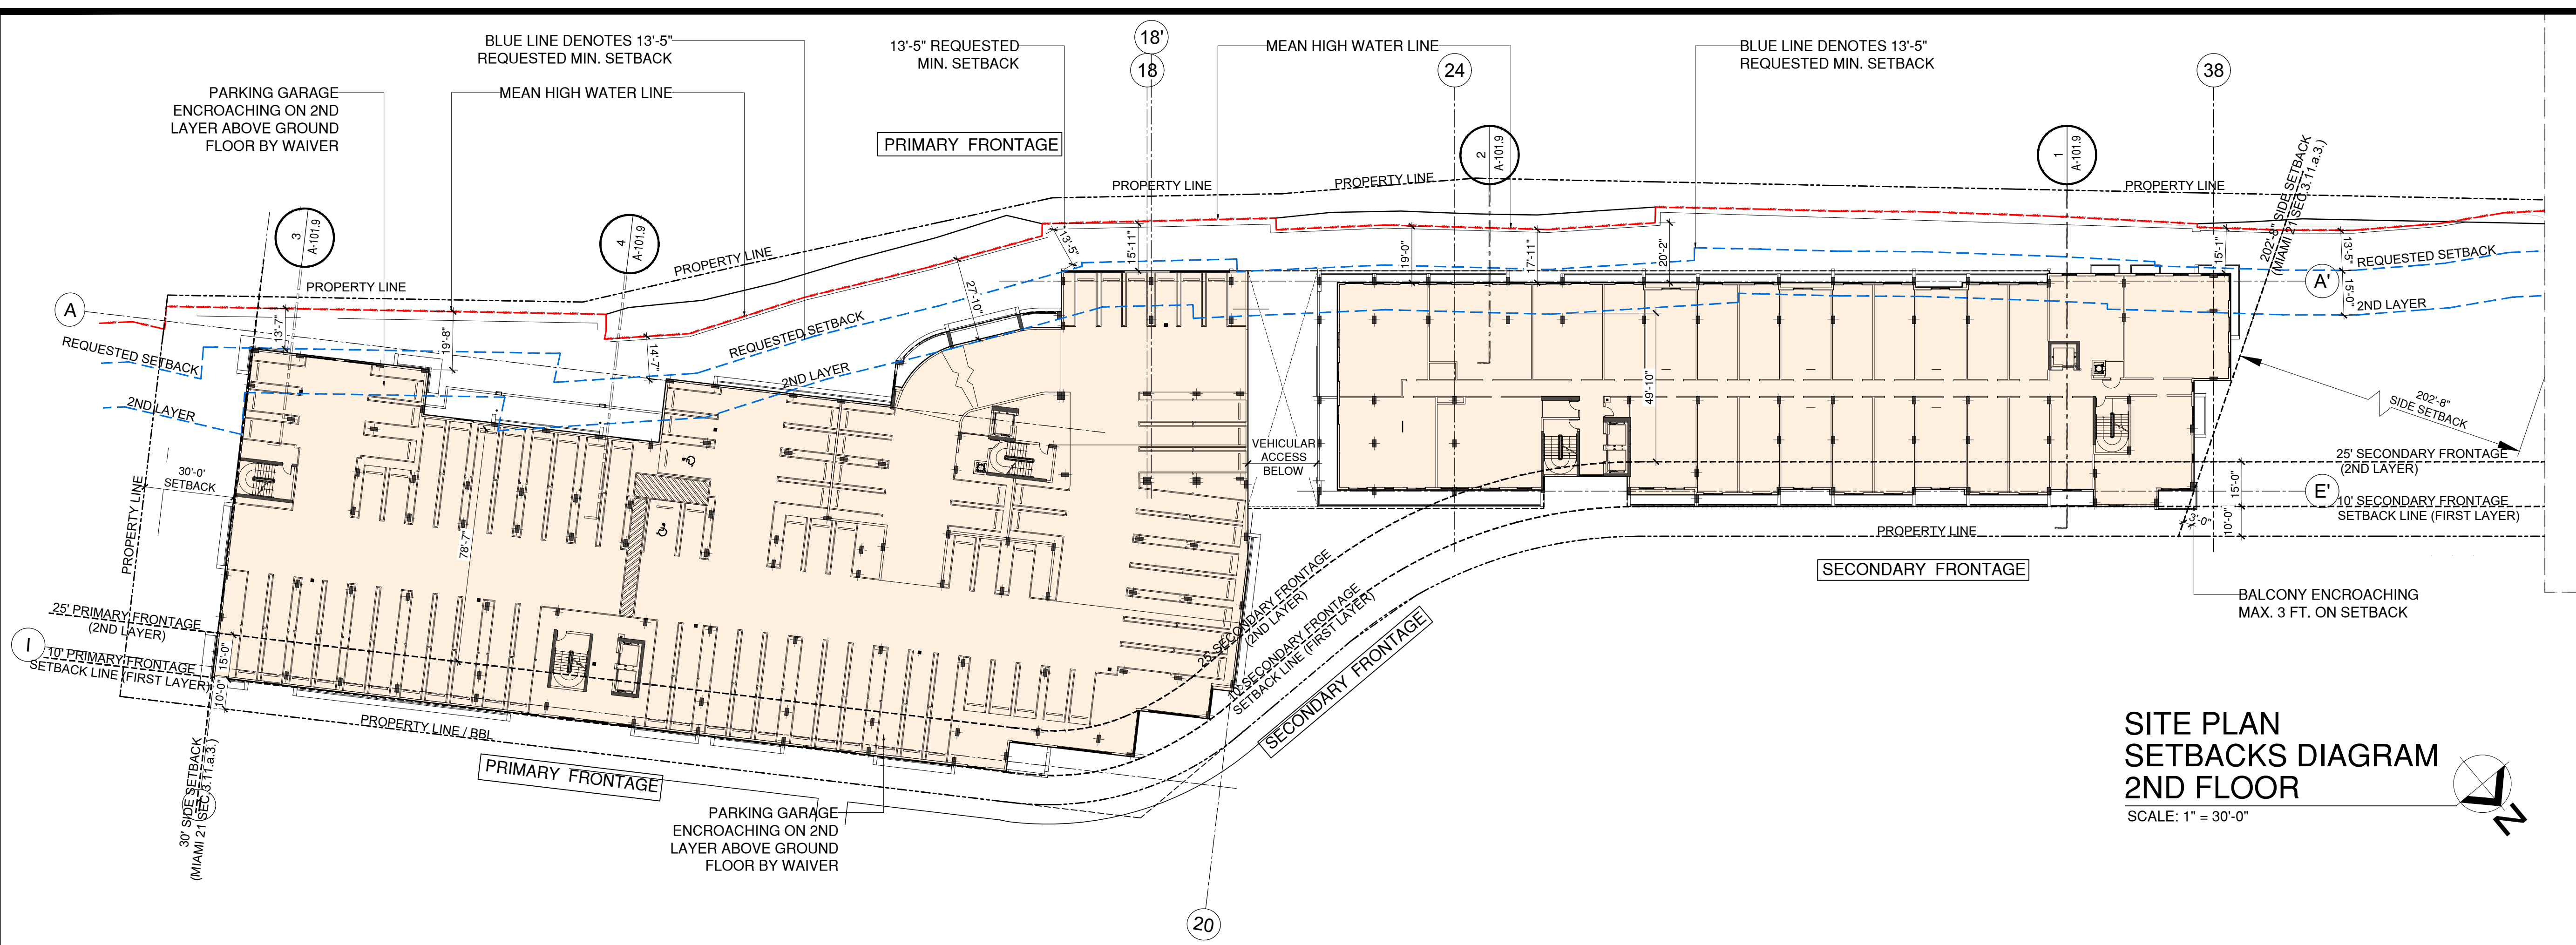 BLUE LINE DENOTES 13'-5"
REQUESTED MIN. SETBACK
13'-5" REQUESTED
MIN. SETBACK
18'
18
MEAN HIGH WATER LINE
24
BLUE LINE DENOTES 13'-5"
REQUESTED MIN. SETBACK
38
PARKING GARAGE
ENCROACHING ON 2ND
LAYER ABOVE GROUND
FLOOR BY WAIVER
MEAN HIGH WATER LINE
PRIMARY FRONTAGE
2
A-101.9
1
A-101.9
202'-8" SIDE SETBACK
(MIAMI 21 SEC.3.11.a.3.)
PROPERTY LINE
PROPERTY LINE
PROPERTY LINE
3
A-101.9
4
A-101.9
PROPERTY LINE
PROPERTY LINE
13'-5"
15'-11"
19'-0"
17'-11"
20'-2"
15'-1"
13'-5"
REQUESTED SETBACK
A'
15'-0"
2ND LAYER
A
13'-7"
19'-8"
14'-7"
27'-10"
REQUESTED SETBACK
REQUESTED SETBACK
2ND LAYER
2ND LAYER
49'-10"
202'-8"
SIDE SETBACK
VEHICULAR
ACCESS
BELOW
30'-0'
SETBACK
PROPERTY LINE
78'-7"
25' SECONDARY FRONTAGE
(2ND LAYER)
15'-0"
E'
10' SECONDARY FRONTAGE
SETBACK LINE (FIRST LAYER)
3'-0"
10'-0"
PROPERTY LINE
SECONDARY FRONTAGE
BALCONY ENCROACHING
MAX. 3 FT. ON SETBACK
25' PRIMARY FRONTAGE
(2ND LAYER)
I
10' PRIMARY FRONTAGE
SETBACK LINE (FIRST LAYER)
15'-0"
10'-0"
25' SECONDARY FRONTAGE
(2ND LAYER)
10' SECONDARY FRONTAGE
SETBACK LINE (FIRST LAYER)
SECONDARY FRONTAGE
PROPERTY LINE / BBL
PRIMARY FRONTAGE
30' SIDE SETBACK
(MIAMI 21 SEC.3.11.a.3.)
PARKING GARAGE
ENCROACHING ON 2ND
LAYER ABOVE GROUND
FLOOR BY WAIVER
20
SITE PLAN
SETBACKS DIAGRAM
2ND FLOOR
SCALE: 1" = 30'-0"
N